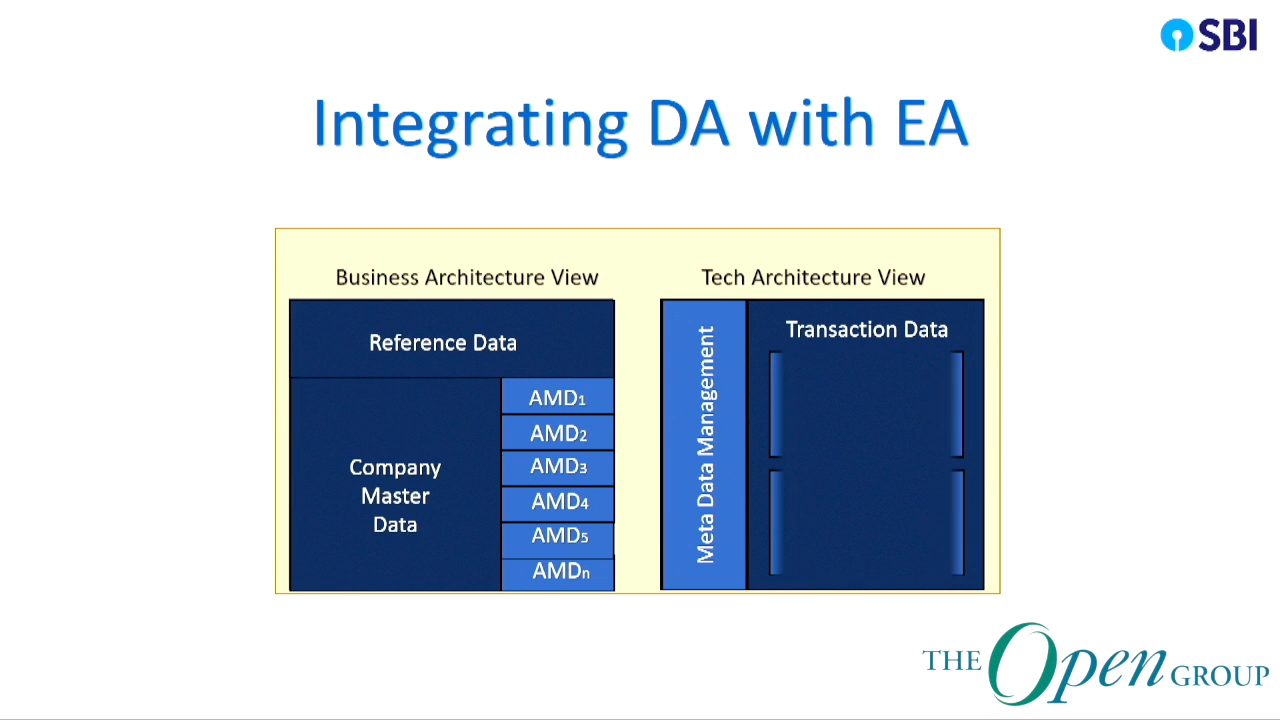 SBI
Integrating DA with EA
Business Architecture View
Reference Data
Company
Master
Data
AMD1
AMD2
AMD3
AMD4
AMD5
AMDn
Tech Architecture View
Meta Data Management
Transaction Data
THE Open GROUP